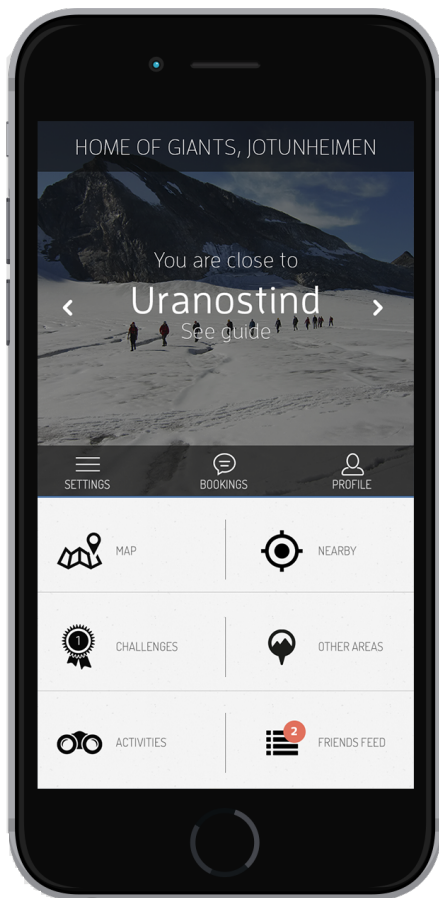 HOME OF GIANTS, JOTUNHEIMEN
You are close to
Uranostind
See guide
SETTINGS
BOOKINGS
PROFILE
MAP
NEARBY
1
CHALLENGES
OTHER AREAS
ACTIVITIES
2
FRIENDS FEED